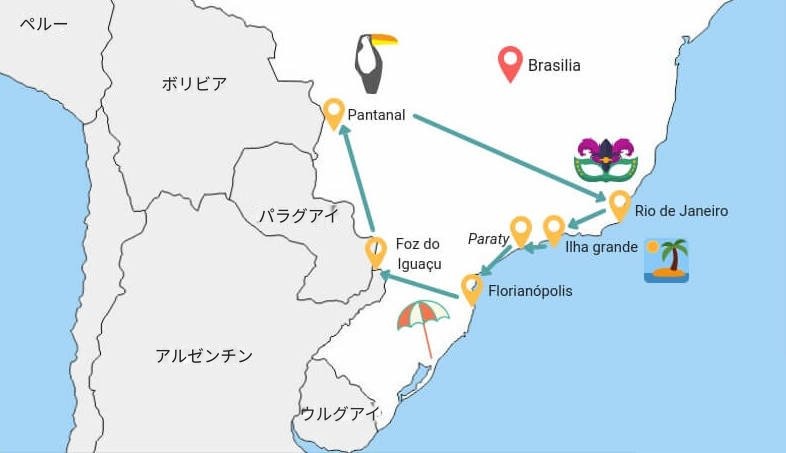 ペルー
ボリビア
Brasilia
Pantanal
パラグアイ
Rio de Janeiro
Paraty
Ilha grande
Foz do
Iguaçu
Florianópolis
アルゼンチン
ウルグアイ